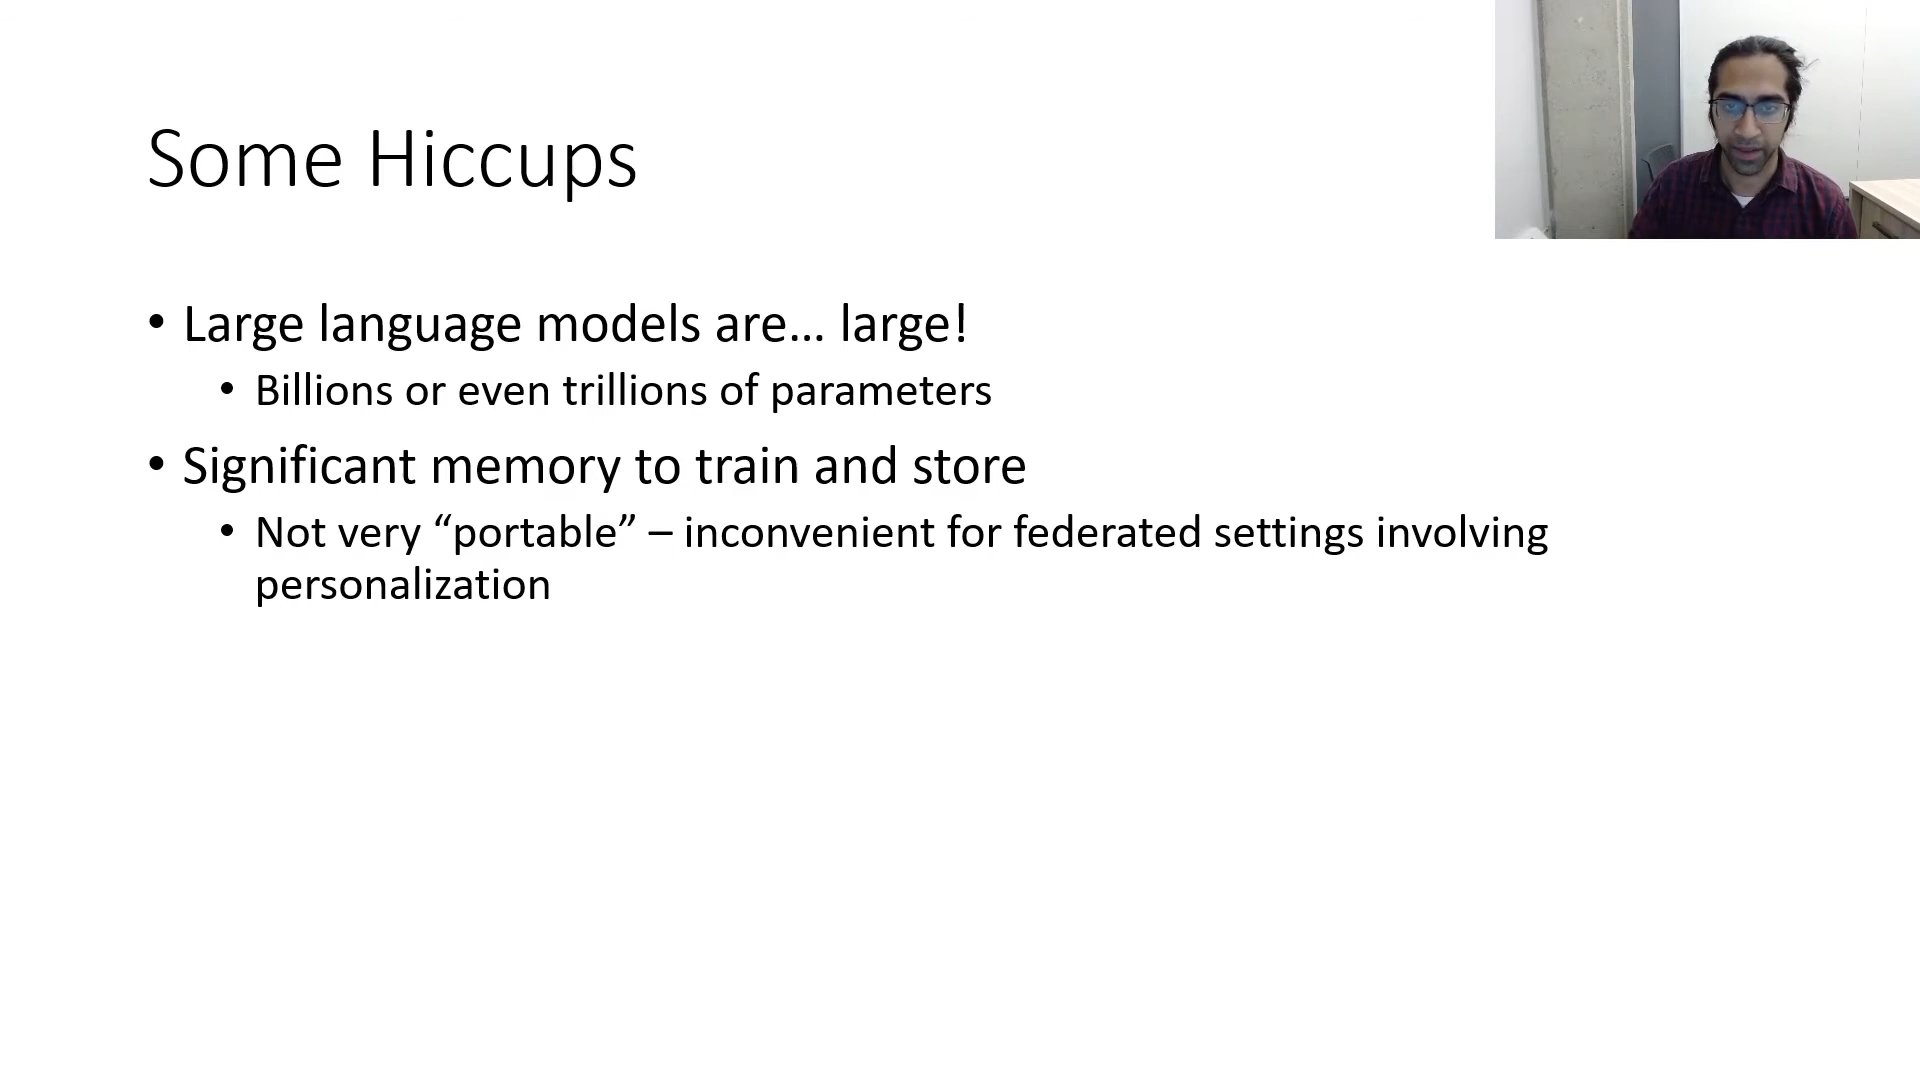 Some Hiccups
• Large language models are… large!
• Billions or even trillions of parameters
• Significant memory to train and store
• Not very “portable” – inconvenient for federated settings involving
personalization